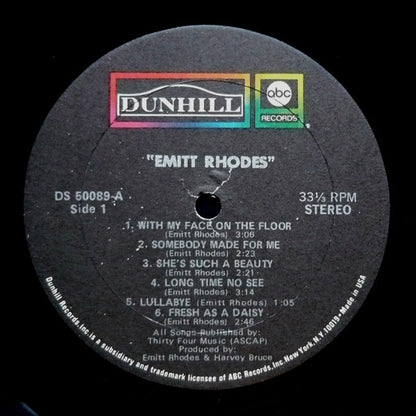 DUNHILL
abc
RECORDS
"EMITT RHODES"
DS 50089-A
Side 1
33⅓ RPM
STEREO
1. WITH MY FACE ON THE FLOOR
(Emitt Rhodes) 3:06
2. SOMEBODY MADE FOR ME
(Emitt Rhodes) 2:23
3. SHE'S SUCH A BEAUTY
(Emitt Rhodes) 2:21
4. LONG TIME NO SEE
(Emitt Rhodes) 3:14
5. LULLABYE (Emitt Rhodes) 1:05
6. FRESH AS A DAISY
(Emitt Rhodes) 2:46
All Songs Published by:
Thirty Four Music (ASCAP)
Produced by:
Emitt Rhodes & Harvey Bruce
Dunhill Records, Inc. is a subsidiary and trademark licensee of ABC Records, Inc. New York, N.Y. 10019 • Made in USA